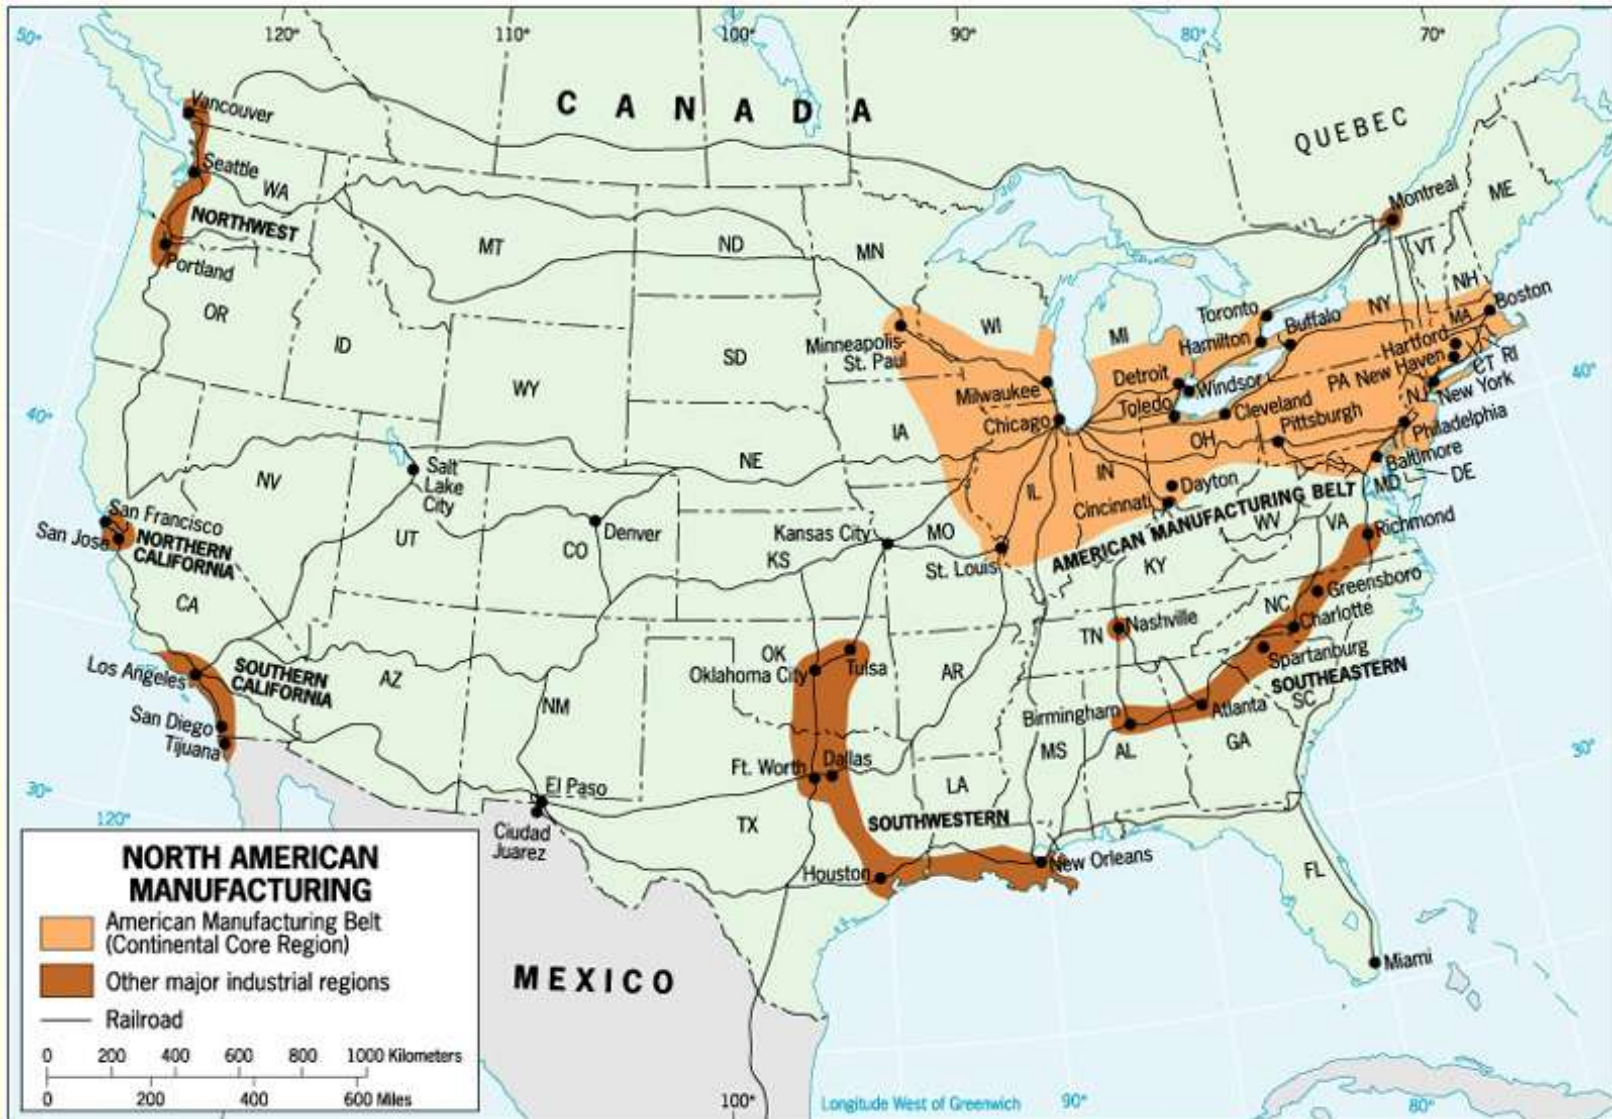 50°
120°
110°
100°
90°
80°
70°
CANADA
QUEBEC
Vancouver
Seattle
WA
NORTHWEST
Portland
OR
ID
MT
ND
MN
SD
WY
Minneapolis-
St. Paul
WI
MI
Montreal
ME
VT
NH
NY
Boston
MA
Toronto
Hamilton
Buffalo
Hartford
New Haven
CT
RI
PA
NJ
New York
Detroit
Windsor
Toledo
Cleveland
Pittsburgh
Philadelphia
Baltimore
DE
MD
Milwaukee
Chicago
IA
OH
IN
IL
Dayton
Cincinnati
AMERICAN MANUFACTURING BELT
40°
40°
NV
Salt
Lake
City
NE
San Francisco
San Jose
NORTHERN
CALIFORNIA
CA
UT
CO
Denver
Kansas City
KS
MO
St. Louis
KY
WV
VA
Richmond
Greensboro
NC
Charlotte
Spartanburg
SOUTHEASTERN
SC
TN
Nashville
Los Angeles
SOUTHERN
CALIFORNIA
San Diego
Tijuana
AZ
NM
OK
Oklahoma City
Tulsa
AR
Birmingham
Atlanta
MS
AL
GA
30°
30°
El Paso
Ciudad
Juarez
Ft. Worth
Dallas
TX
LA
SOUTHWESTERN
Houston
New Orleans
FL
Miami
MEXICO
120°
NORTH AMERICAN
MANUFACTURING
American Manufacturing Belt
(Continental Core Region)
Other major industrial regions
Railroad
0 200 400 600 800 1000 Kilometers
0 200 400 600 Miles
100°
Longitude West of Greenwich
90°
80°